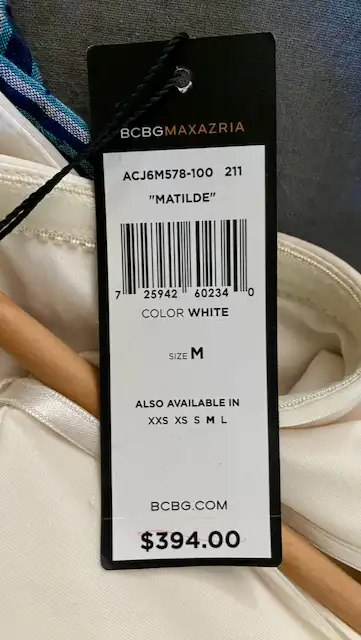 BCBGMAXAZRIA
ACJ6M578-100 211
"MATILDE"
7 25942 60234 0
COLOR WHITE
SIZE M
ALSO AVAILABLE IN
XXS XS S M L
BCBG.COM
$394.00